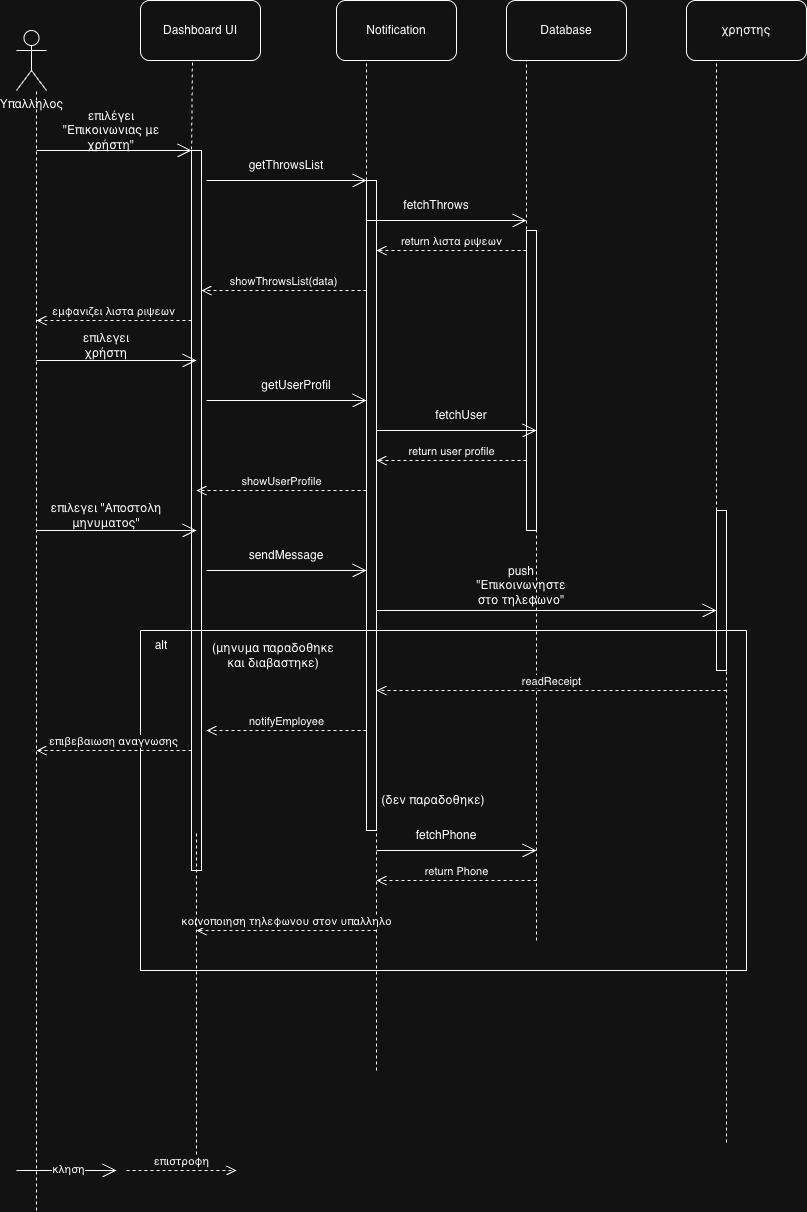 Dashboard UI
Notification
Database
χρηστης
Υπαλληλος
επιλέγει
"Επικοινωνιας με
χρήστη"
getThrowsList
fetchThrows
return λιστα ριψεων
showThrowsList(data)
εμφανιζει λιστα ριψεων
επιλεγει
χρήστη
getUserProfil
fetchUser
return user profile
showUserProfile
επιλεγει "Αποστολη
μηνυματος"
sendMessage
push
"Επικοινωνηστε
στο τηλεφωνο"
alt
(μηνυμα παραδοθηκε
και διαβαστηκε)
readReceipt
notifyEmployee
επιβεβαιωση αναγνωσης
(δεν παραδοθηκε)
fetchPhone
return Phone
κοινοποιηση τηλεφωνου στον υπαλληλο
επιστροφη
κληση